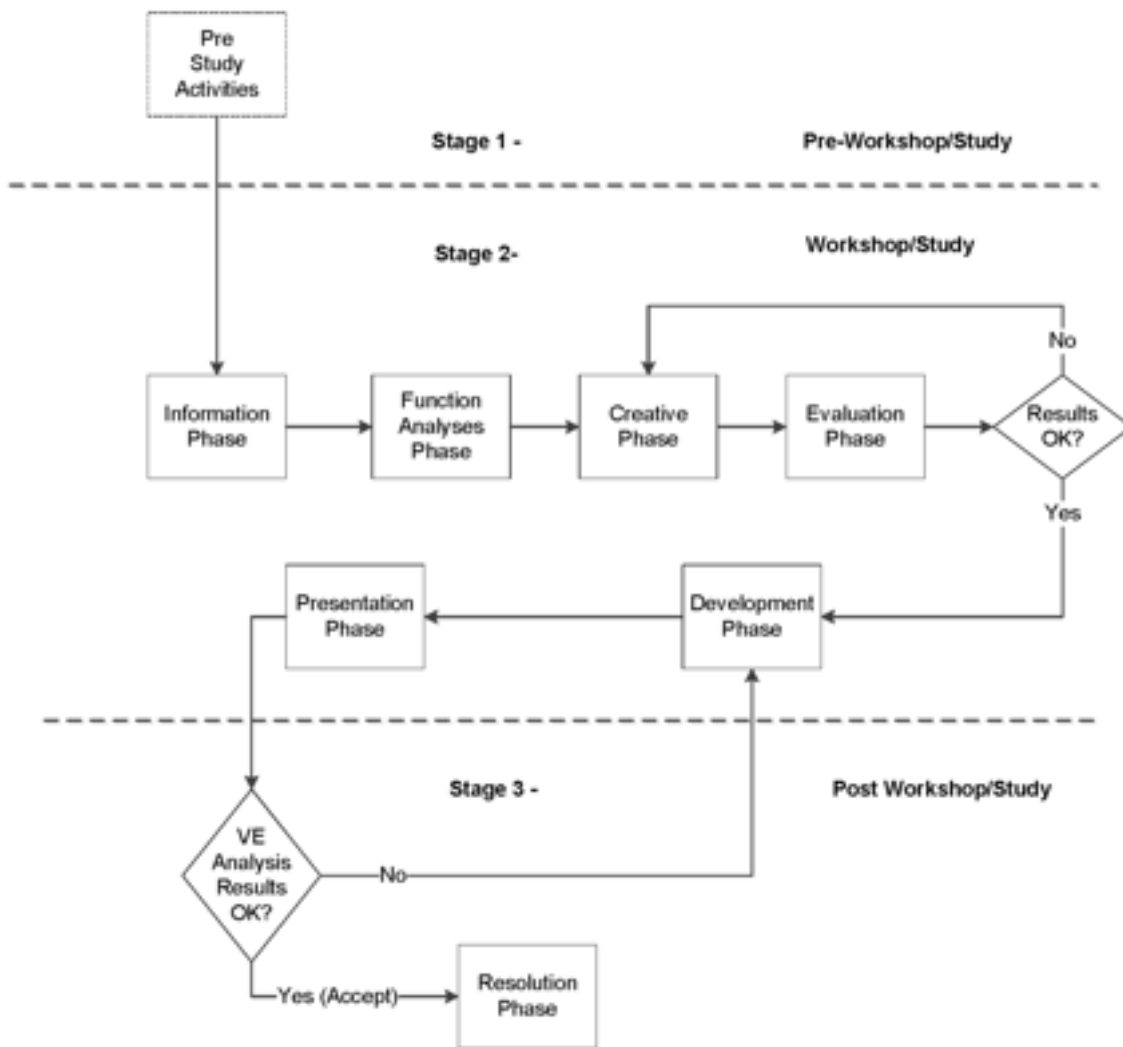 Pre
Study
Activities
Stage 1 -
Pre-Workshop/Study
Stage 2-
Workshop/Study
No
Information
Phase
Function
Analyses
Phase
Creative
Phase
Evaluation
Phase
Results
OK?
Yes
Presentation
Phase
Development
Phase
Stage 3 -
Post Workshop/Study
VE
Analysis
Results
OK?
No
Yes (Accept)
Resolution
Phase